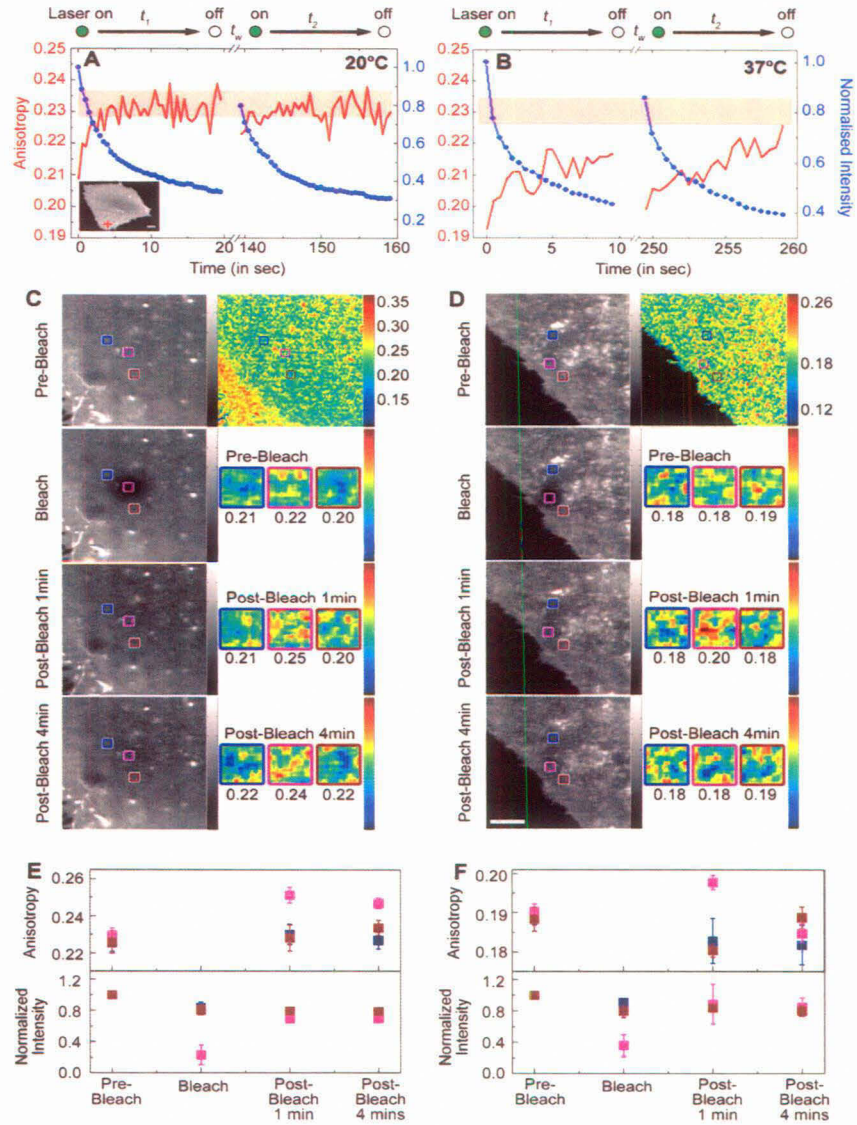 Laser on t1 off tw on t2 off
Laser on t1 off tw on t2 off
A 20°C
0.25
0.24
0.23
0.22
0.21
0.20
0.19
Anisotropy
1.0
0.8
0.6
0.4
0.2
0 10 20 140 150 159
Time (in sec)
B 37°C
0.25
0.24
0.23
0.22
0.21
0.20
0.19
1.0
0.8
0.6
0.4
Normalised Intensity
0 5 10 250 255 260
Time (in sec)
C
Pre-Bleach
0.35
0.30
0.25
0.20
0.15
Bleach
Pre-Bleach
0.21 0.22 0.20
Post-Bleach 1min
Post-Bleach 1min
0.21 0.25 0.20
Post-Bleach 4min
Post-Bleach 4min
0.22 0.24 0.22
D
Pre-Bleach
0.26
0.18
0.12
Bleach
Pre-Bleach
0.18 0.18 0.19
Post-Bleach 1min
Post-Bleach 1min
0.18 0.20 0.18
Post-Bleach 4min
Post-Bleach 4min
0.18 0.18 0.19
E
Anisotropy
0.26
0.24
0.22
Normalized
Intensity
1.2
0.8
0.4
0.0
Pre-
Bleach
Bleach
Post-
Bleach
1 min
Post-
Bleach
4 mins
F
Anisotropy
0.20
0.19
0.18
Normalized
Intensity
1.2
0.8
0.4
0.0
Pre-
Bleach
Bleach
Post-
Bleach
1 min
Post-
Bleach
4 mins